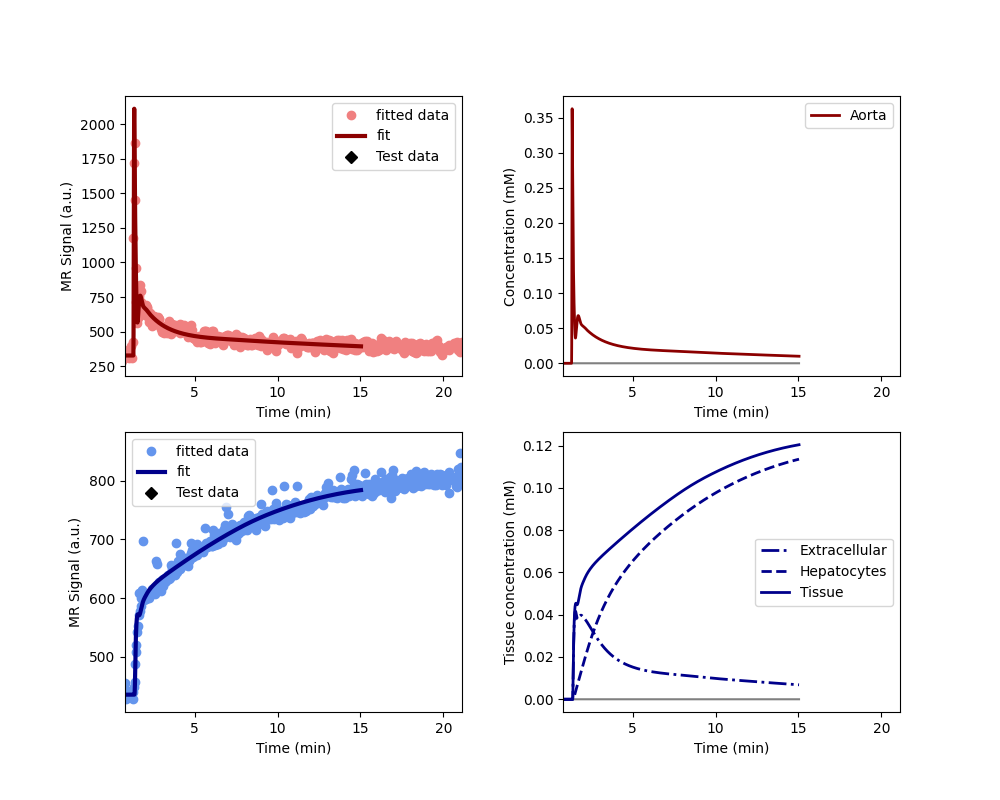 MR Signal (a.u.)
2000
1750
1500
1250
1000
750
500
250
fitted data
fit
Test data
5 10 15 20
Time (min)
Concentration (mM)
0.35
0.30
0.25
0.20
0.15
0.10
0.05
0.00
Aorta
5 10 15 20
Time (min)
MR Signal (a.u.)
800
700
600
500
fitted data
fit
Test data
5 10 15 20
Time (min)
Tissue concentration (mM)
0.12
0.10
0.08
0.06
0.04
0.02
0.00
Extracellular
Hepatocytes
Tissue
5 10 15 20
Time (min)